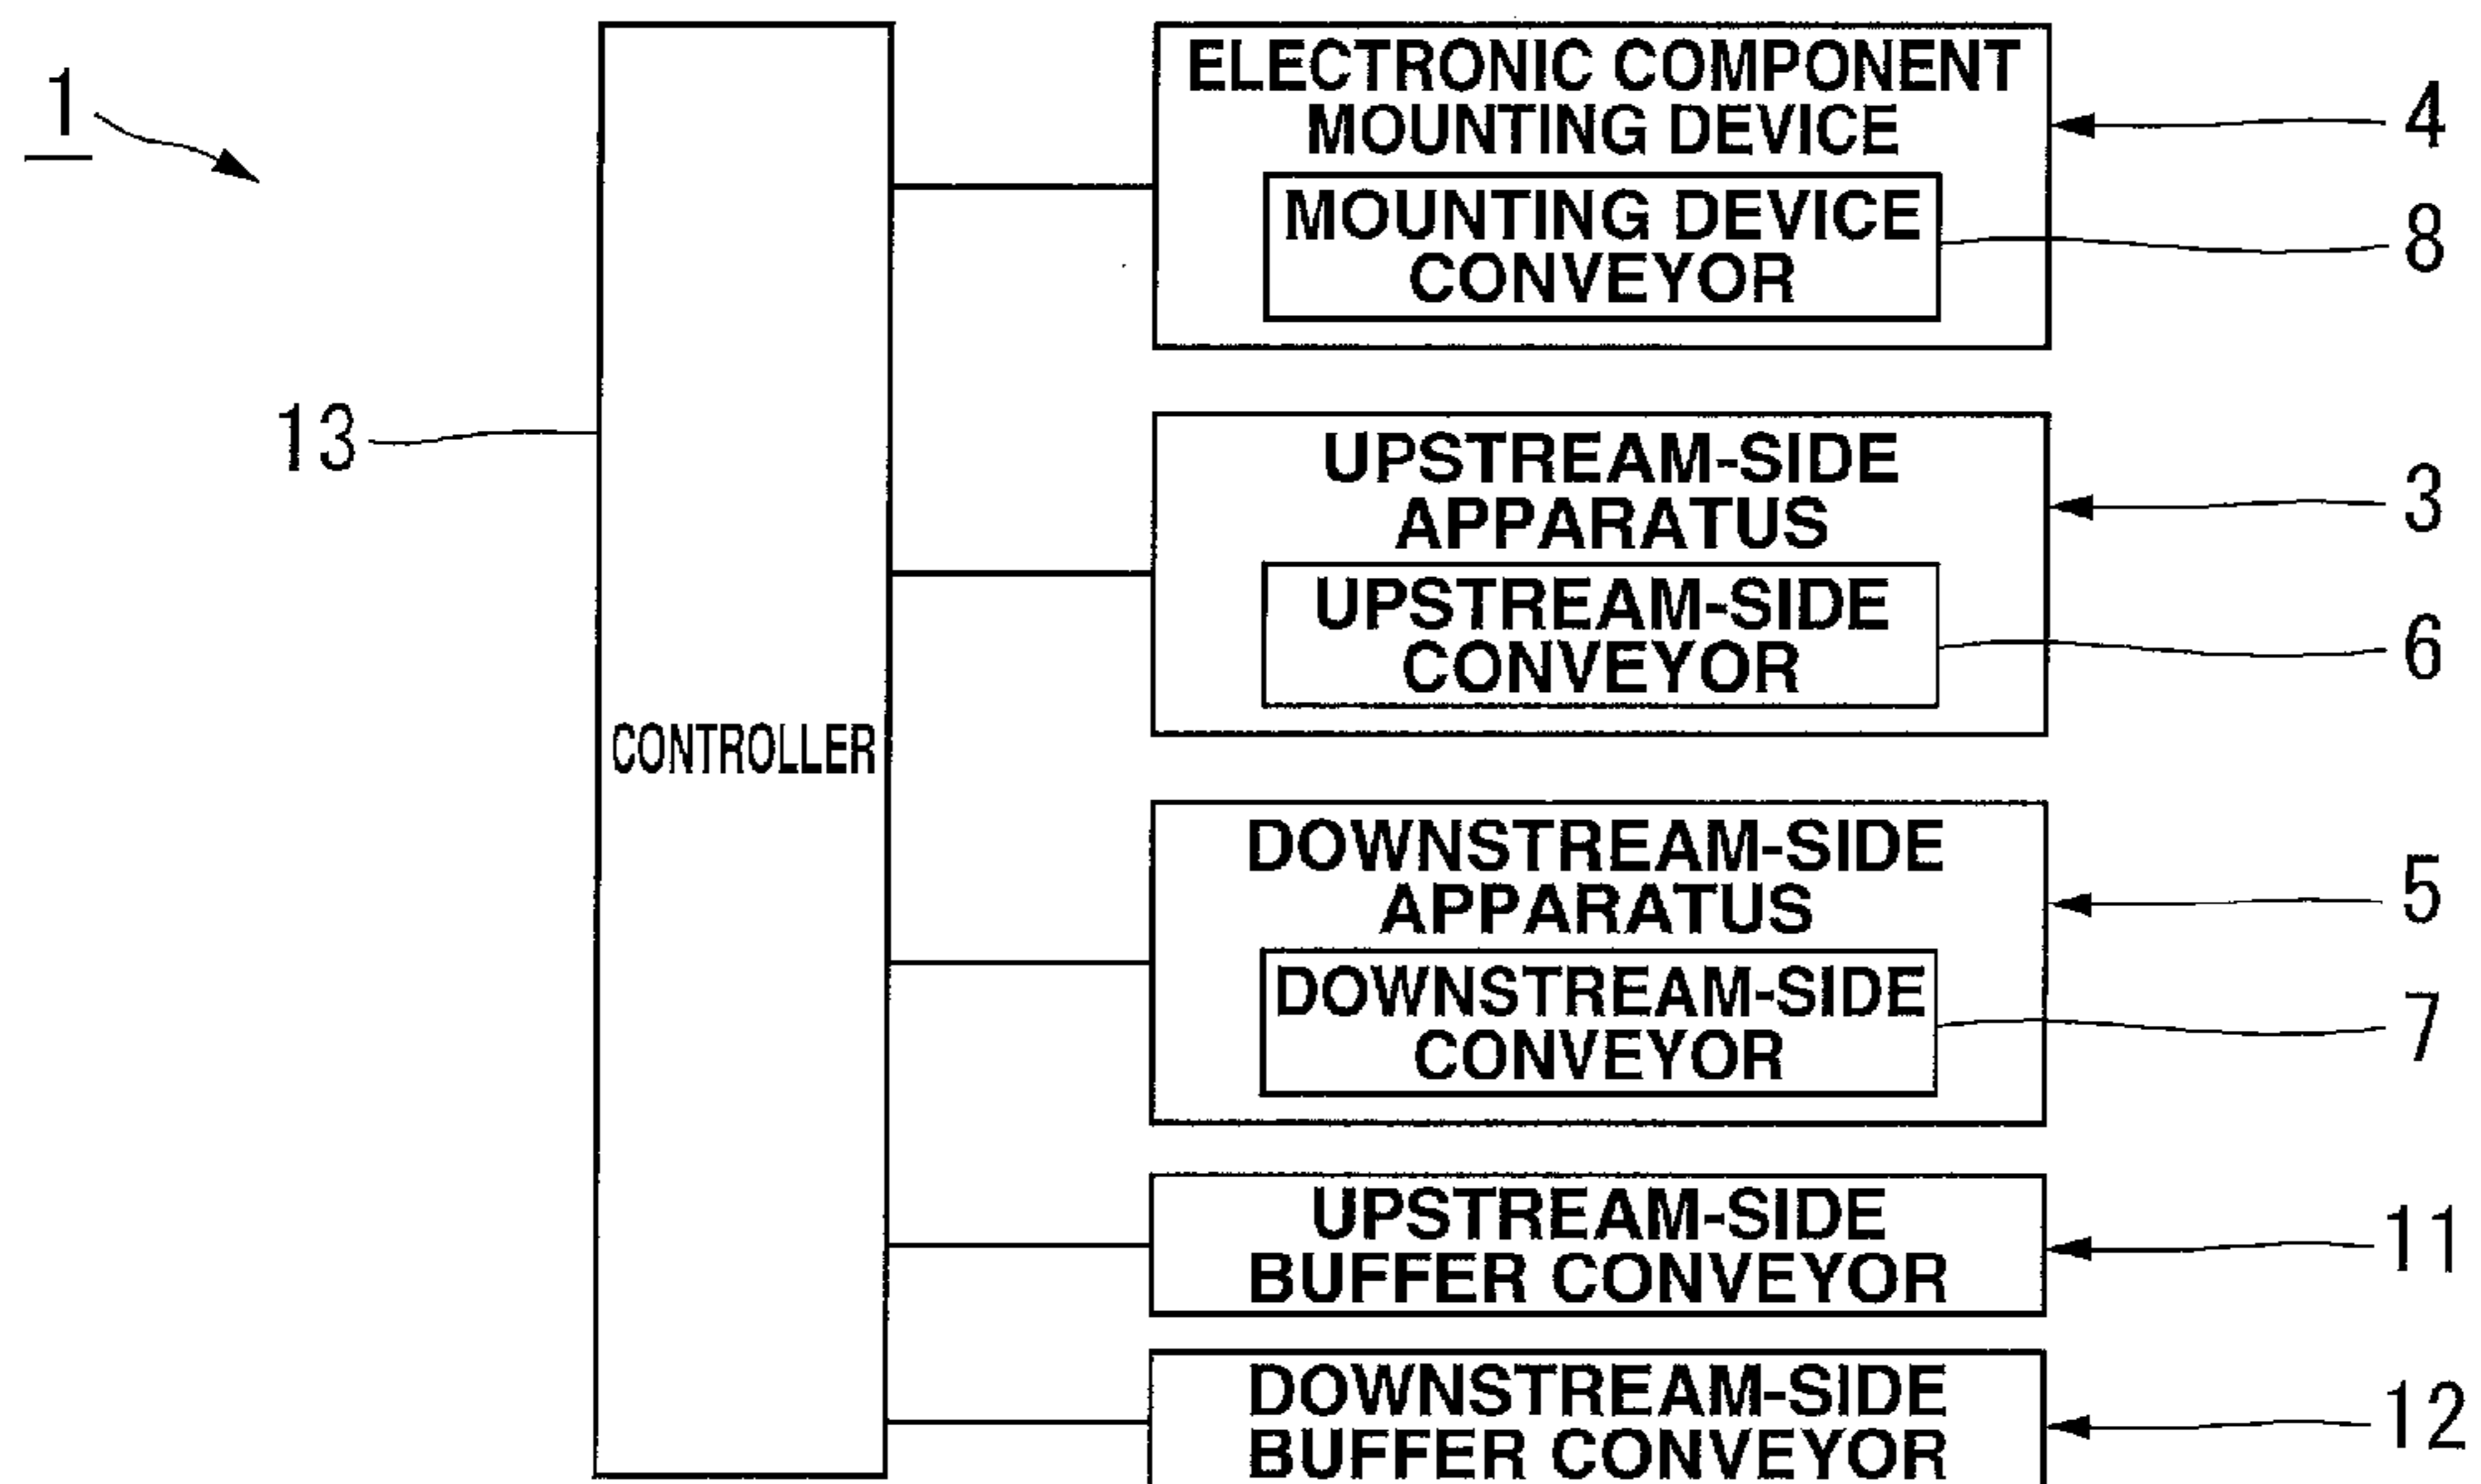 1
ELECTRONIC COMPONENT
MOUNTING DEVICE
4
MOUNTING DEVICE
CONVEYOR
8
13
UPSTREAM-SIDE
APPARATUS
3
UPSTREAM-SIDE
CONVEYOR
6
CONTROLLER
DOWNSTREAM-SIDE
APPARATUS
5
DOWNSTREAM-SIDE
CONVEYOR
7
UPSTREAM-SIDE
BUFFER CONVEYOR
11
DOWNSTREAM-SIDE
BUFFER CONVEYOR
12